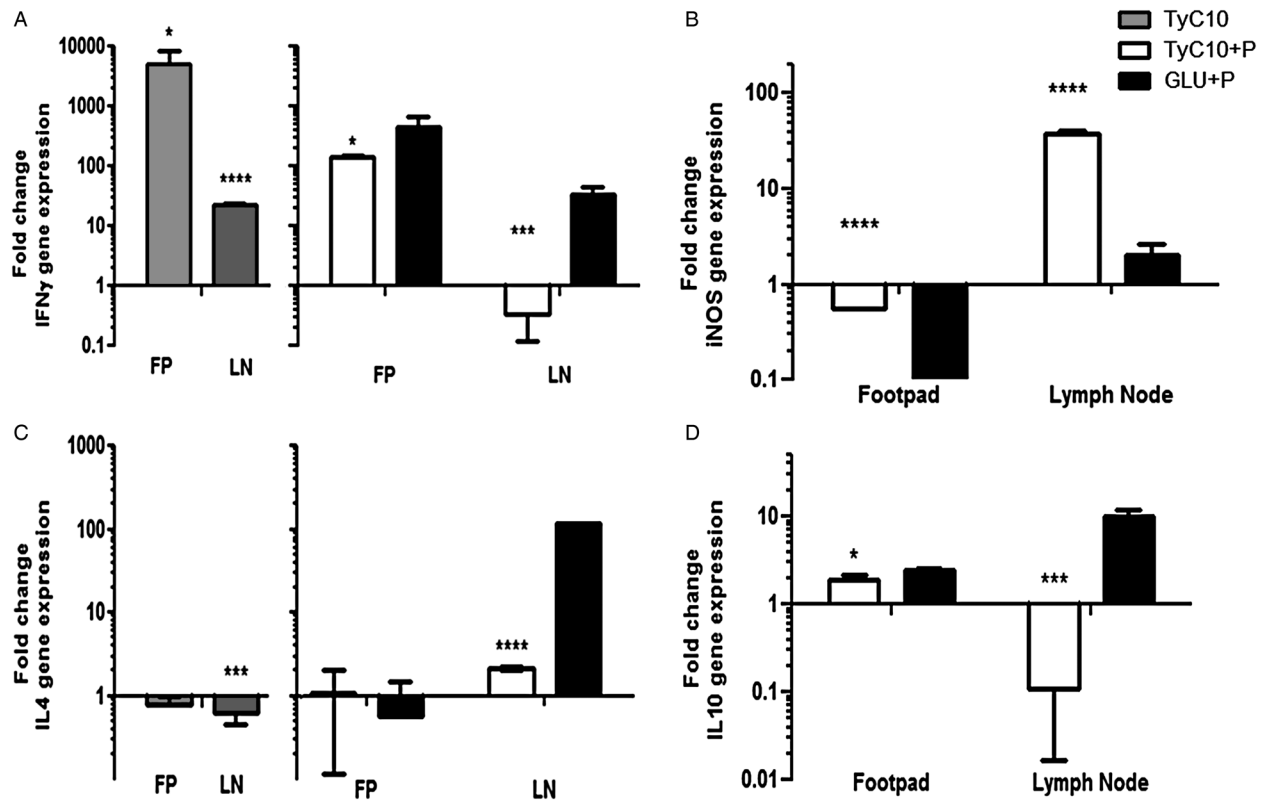 A
Fold change
IFNγ gene expression
10000
1000
100
10
1
0.1
*
****
FP
LN
*
***
FP
LN
B
Fold change
iNOS gene expression
100
10
1
0.1
****
****
Footpad
Lymph Node
TyC10
TyC10+P
GLU+P
C
Fold change
IL4 gene expression
1000
100
10
1
***
FP
LN
****
FP
LN
D
Fold change
IL10 gene expression
10
1
0.1
0.01
*
***
Footpad
Lymph Node